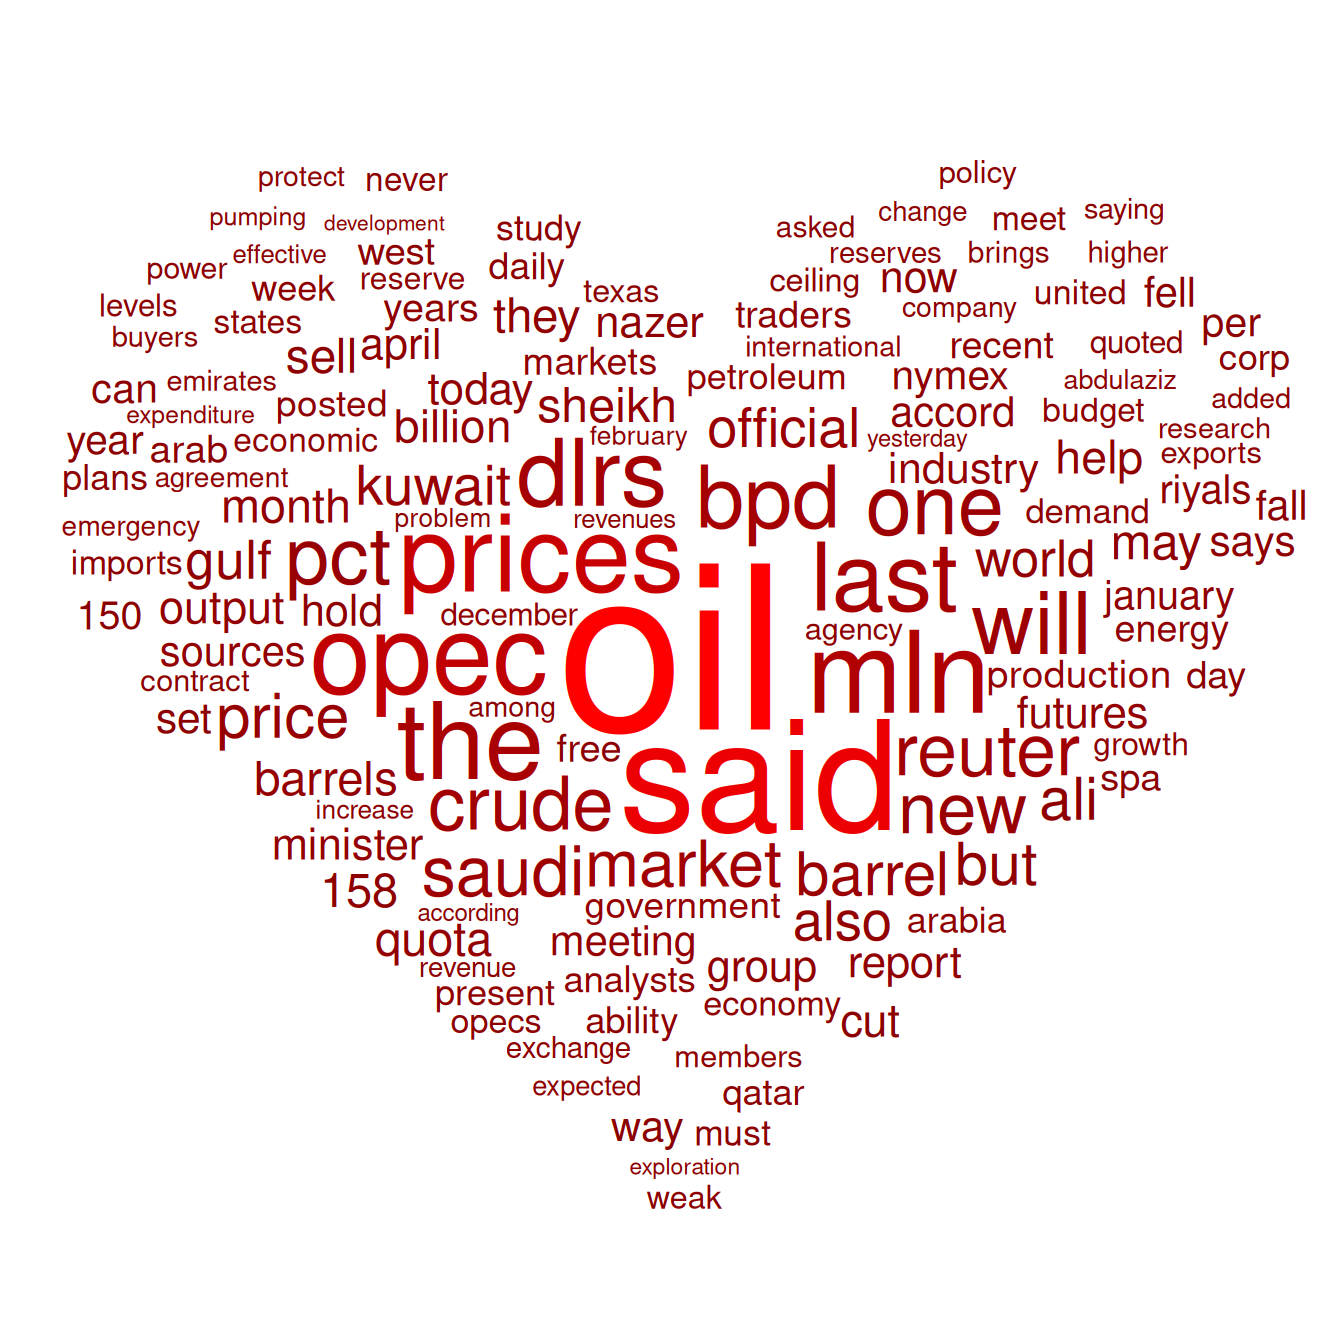 protect never policy
pumping development study asked change meet saying
power effective west reserve daily reserves brings higher
levels week years texas ceiling now company united fell
buyers states sell april they nazer traders international recent quoted per
can emirates posted today markets petroleum nymex abdulaziz corp
expenditure billion sheikh official accord budget added
year arab economic february yesterday research
plans agreement kuwait dlrs bpd industry help exports
month problem revenues one demand riyals fall
emergency gulf pct prices last world may says
imports
150 output hold december will january
sources opec oil agency mln energy
contract among production day
set price the free futures
barrels said reuter growth
increase crude new ali spa
minister saudi market barrel but
158 according government also arabia
quota meeting group report
revenue analysts
present economy
opecs ability cut
exchange members
expected qatar
way must
exploration
weak